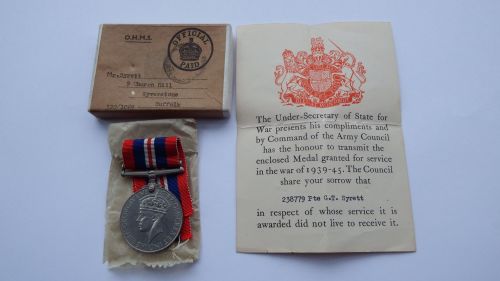 O.H.M.S.
OFFICIAL
PAID
Mr.Syrett
Suffolk
The Under-Secretary of State for
War presents his compliments and
by Command of the Army Council
has the honour to transmit the
enclosed Medal granted for service
in the war of 1939-45. The Council
share your sorrow that
238779 Pte G.T. Syrett
in respect of whose service it is
awarded did not live to receive it.